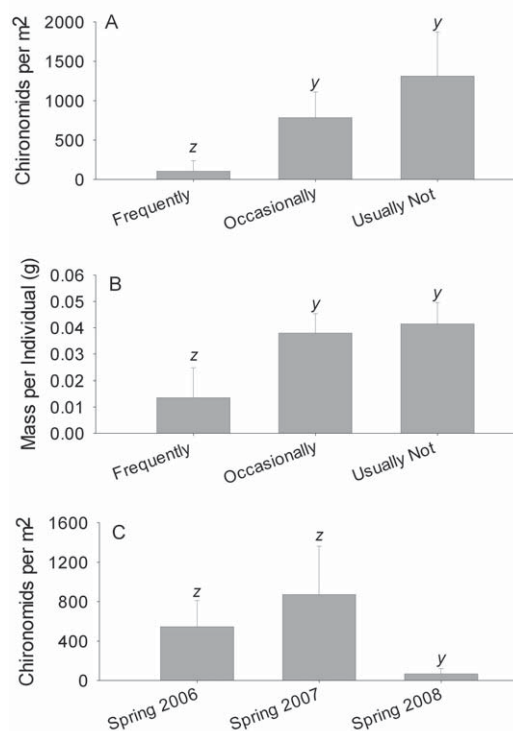 A
Chironomids per m2
2000
1500
1000
500
0
z
y
y
Frequently
Occasionally
Usually Not
B
Mass per Individual (g)
0.06
0.05
0.04
0.03
0.02
0.01
0.00
z
y
y
Frequently
Occasionally
Usually Not
C
Chironomids per m2
1600
1200
800
400
0
z
z
y
Spring 2006
Spring 2007
Spring 2008